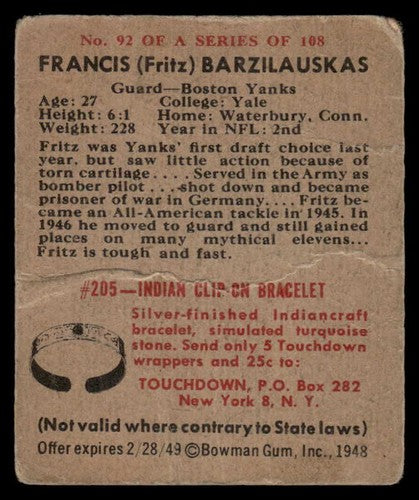 No. 92 OF A SERIES OF 108
FRANCIS (Fritz) BARZILAUSKAS
Guard—Boston Yanks
Age: 27 College: Yale
Height: 6:1 Home: Waterbury, Conn.
Weight: 228 Year in NFL: 2nd
Fritz was Yanks' first draft choice last
year, but saw little action because of
torn cartilage.... Served in the Army as
bomber pilot....shot down and became
prisoner of war in Germany.... Fritz be-
came an All-American tackle in 1945. In
1946 he moved to guard and still gained
places on many mythical elevens...
Fritz is tough and fast.
#205—INDIAN CLIP-ON BRACELET
Silver-finished Indiancraft
bracelet, simulated turquoise
stone. Send only 5 Touchdown
wrappers and 25c to:
TOUCHDOWN, P.O. Box 282
New York 8, N. Y.
(Not valid where contrary to State laws)
Offer expires 2/28/49 ©Bowman Gum, Inc., 1948